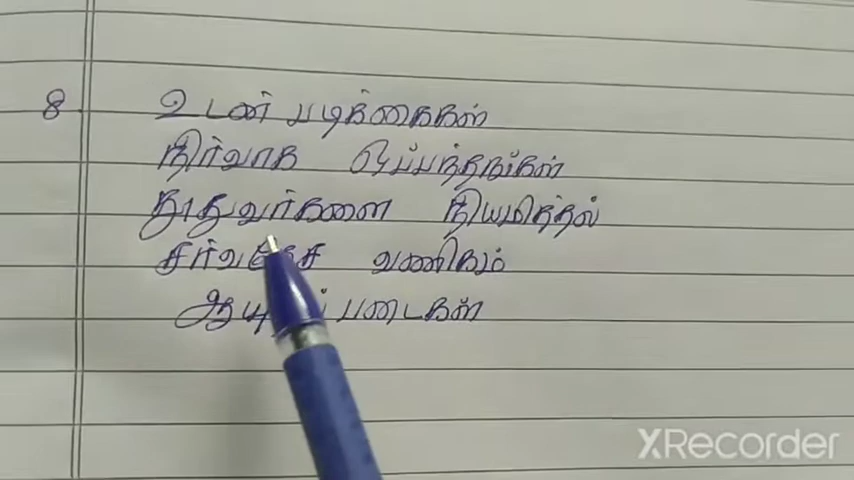 8 உடன் படிக்கைகள்
நிர்வாக ஒப்பந்தங்கள்
தூதுவர்களை நியமித்தல்
வணிகம்
படைகள்
XRecorder